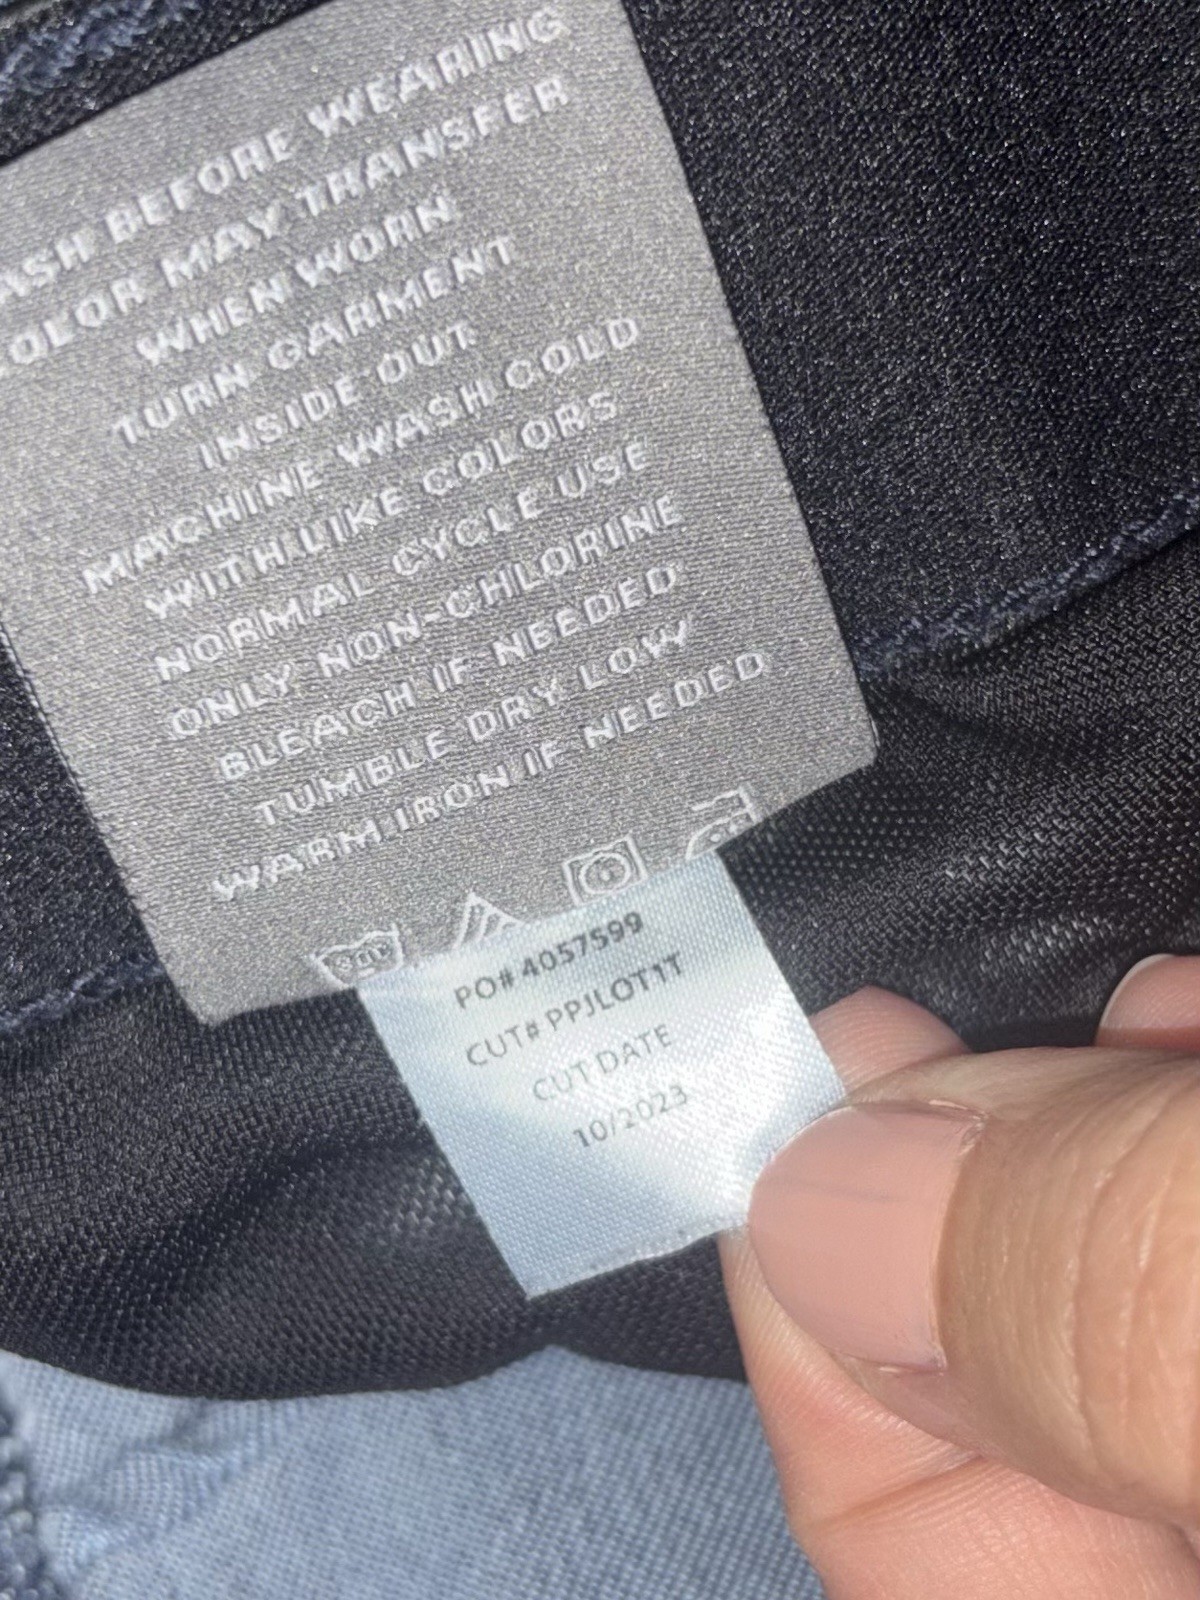 ASH BEFORE WEARING
OLOR MAY TRANSFER
WHEN WORN
TURN GARMENT
INSIDE OUT
MACHINE WASH COLD
WITH LIKE COLORS
NORMAL CYCLE USE
ONLY NON-CHLORINE
BLEACH IF NEEDED
TUMBLE DRY LOW
WARM IRON IF NEEDED
PO# 4057599
CUT# PPJLOT1T
CUT DATE
10/2023